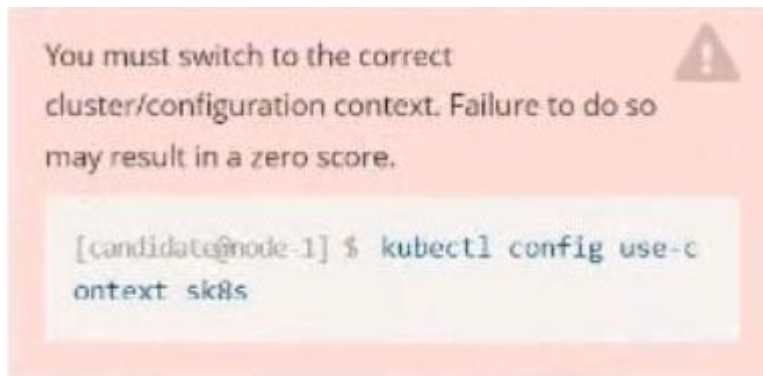 You must switch to the correct
cluster/configuration context. Failure to do so
may result in a zero score.
[candidate@node-1] $ kubectl config use-c
ontext sk8s